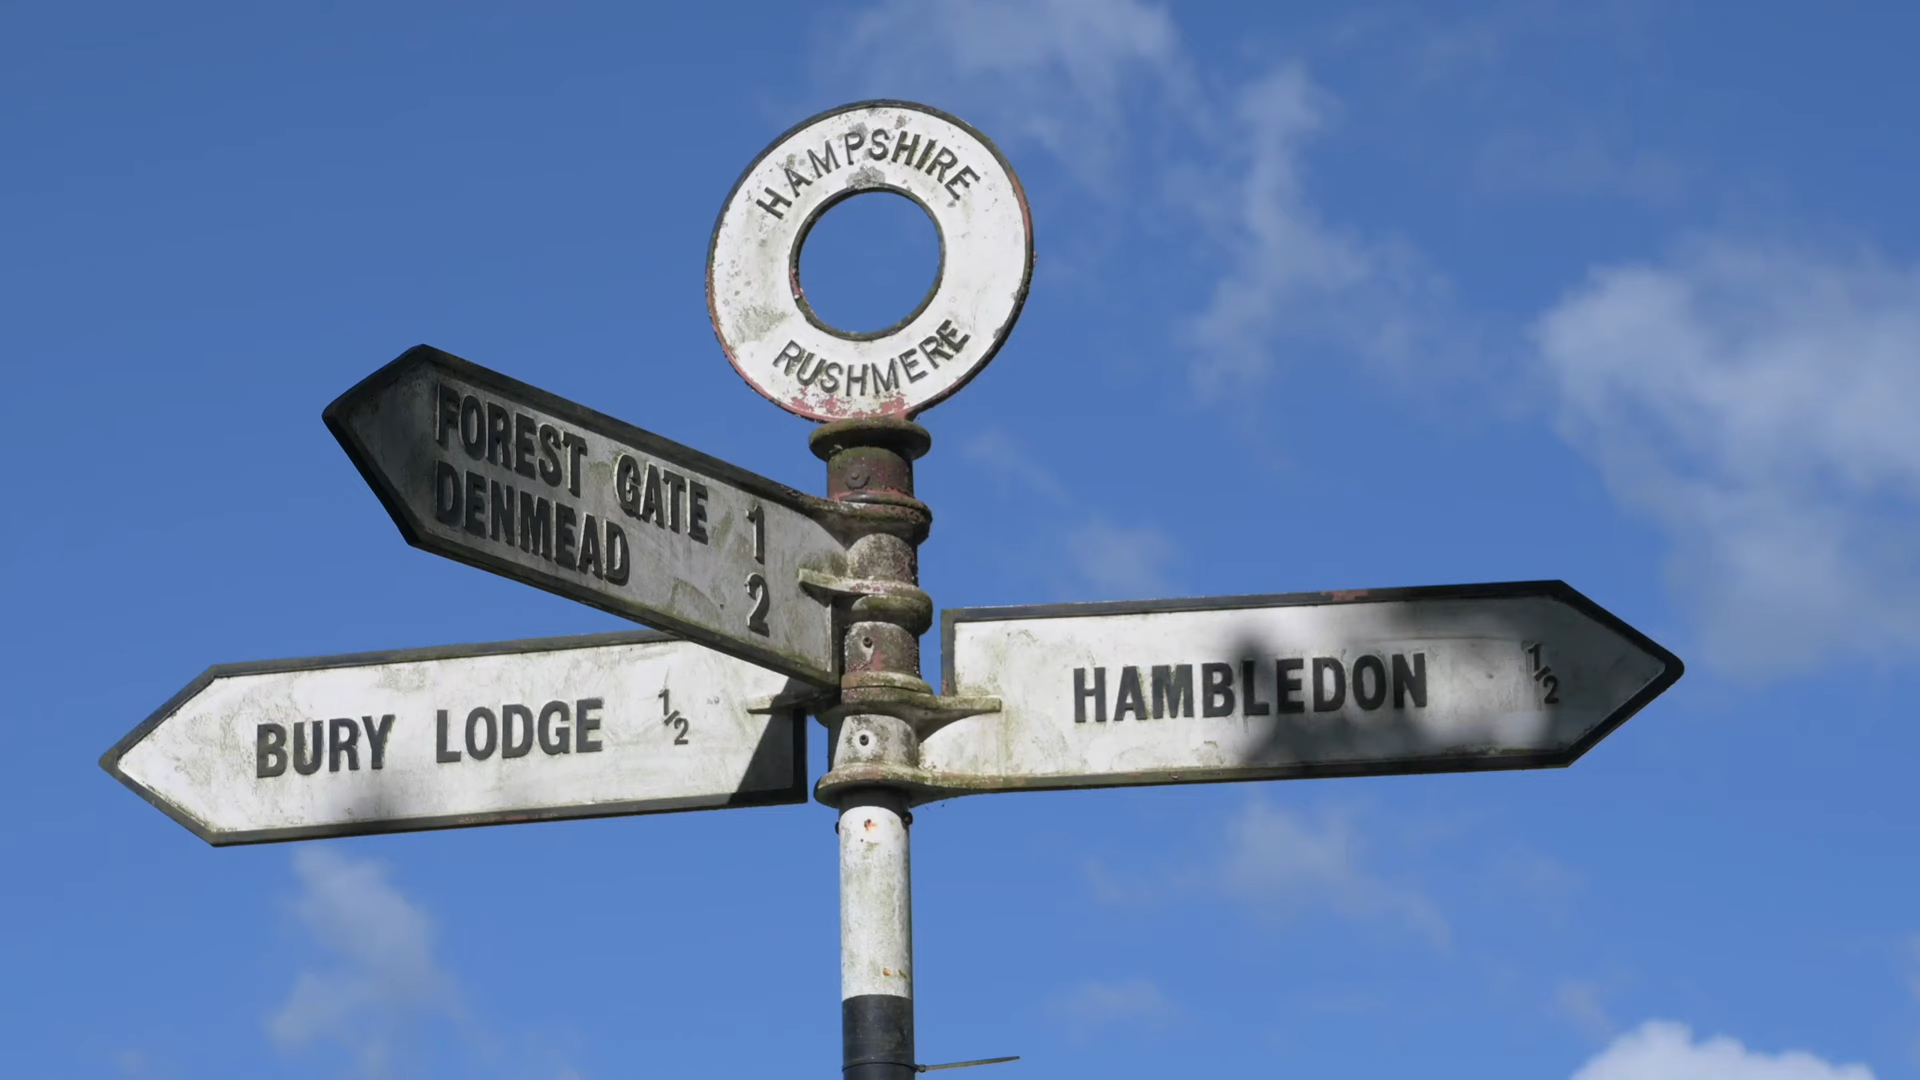 HAMPSHIRE
RUSHMERE
FOREST GATE 1
DENMEAD 2
BURY LODGE ½
HAMBLEDON ½